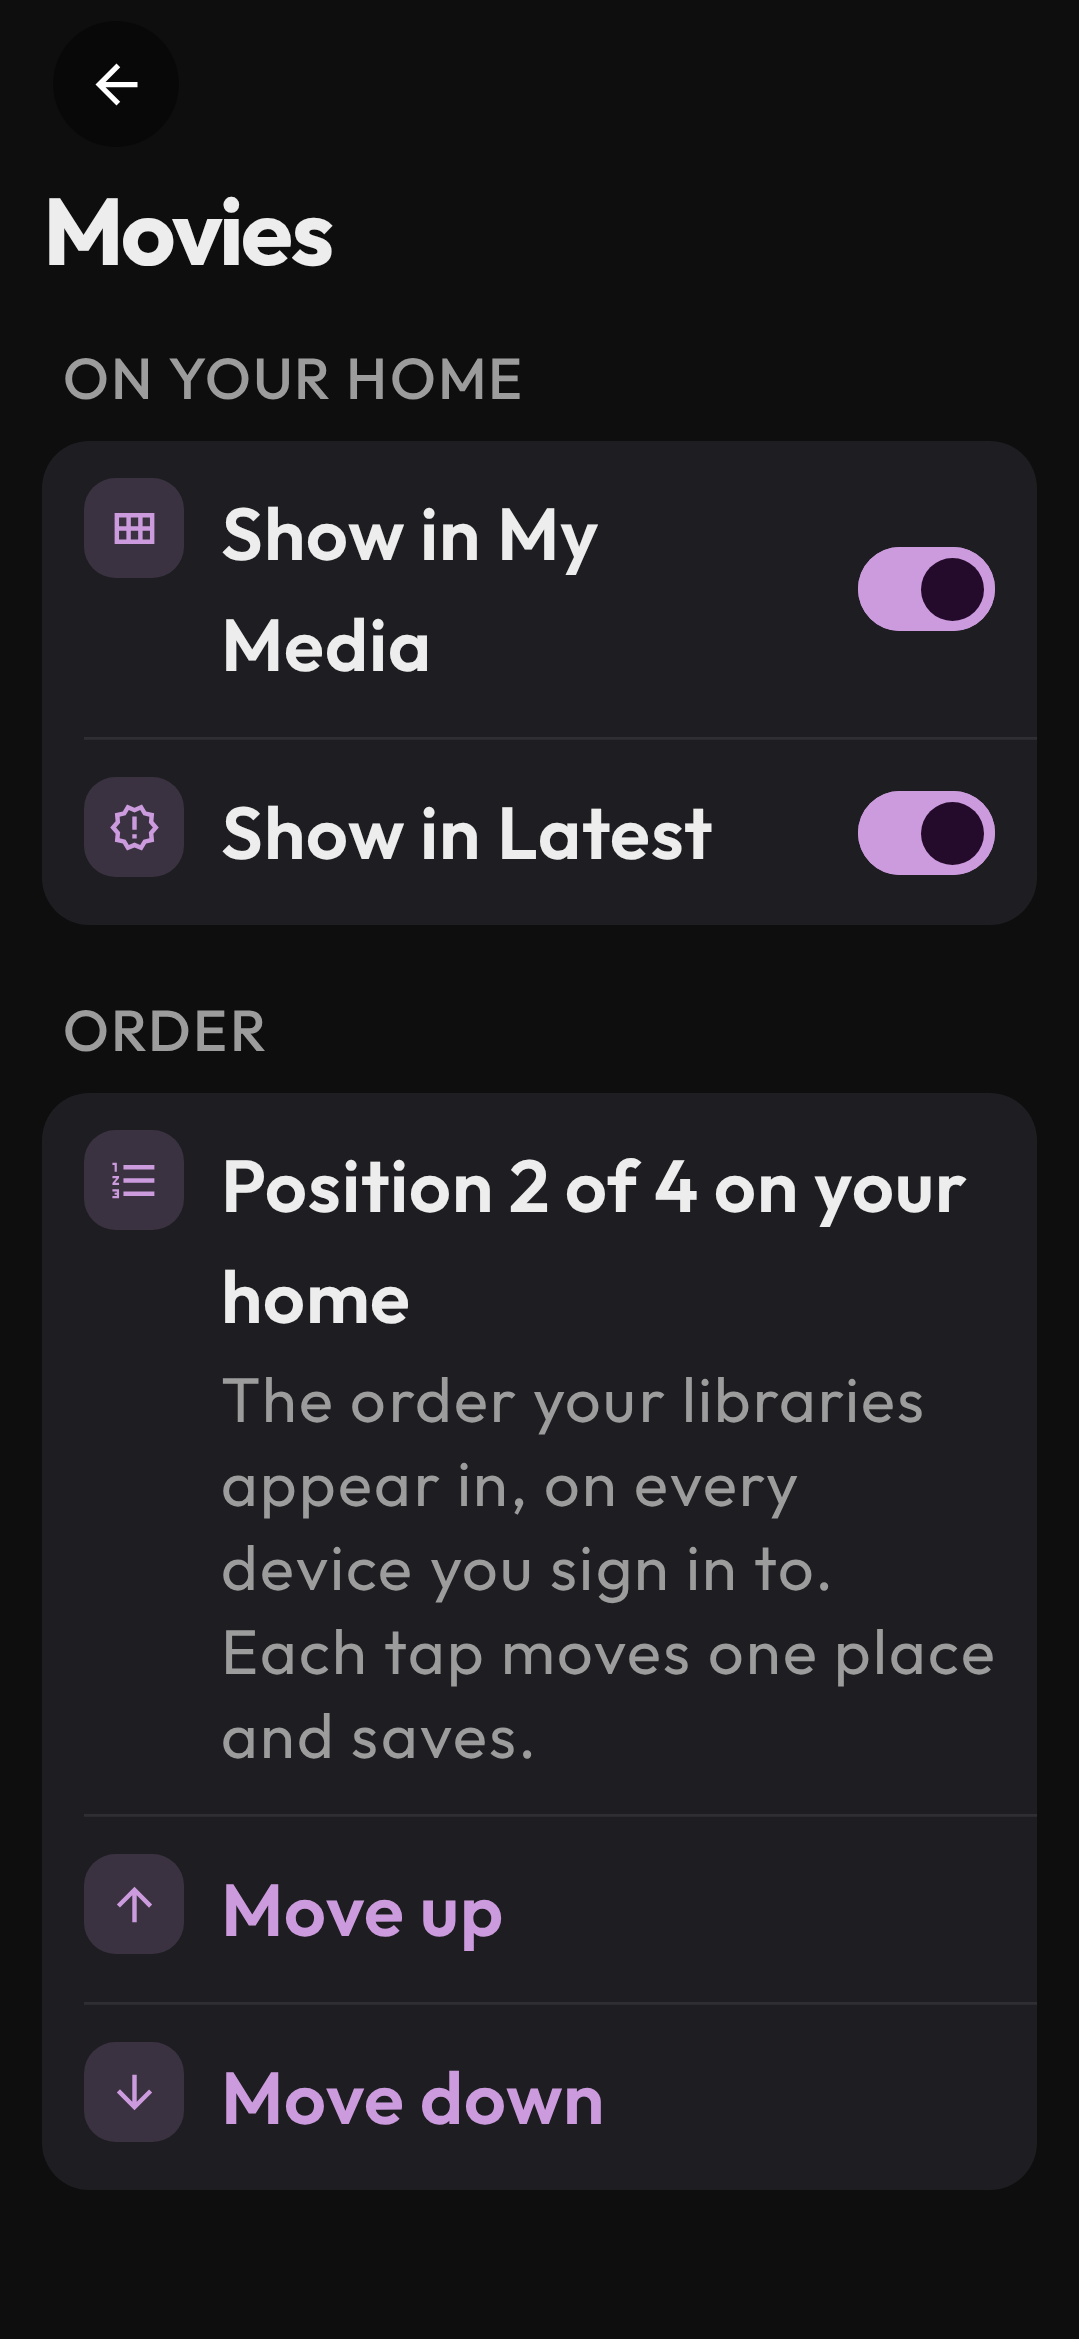 Movies
ON YOUR HOME
Show in My
Media
Show in Latest
ORDER
Position 2 of 4 on your
home
The order your libraries
appear in, on every
device you sign in to.
Each tap moves one place
and saves.
Move up
Move down